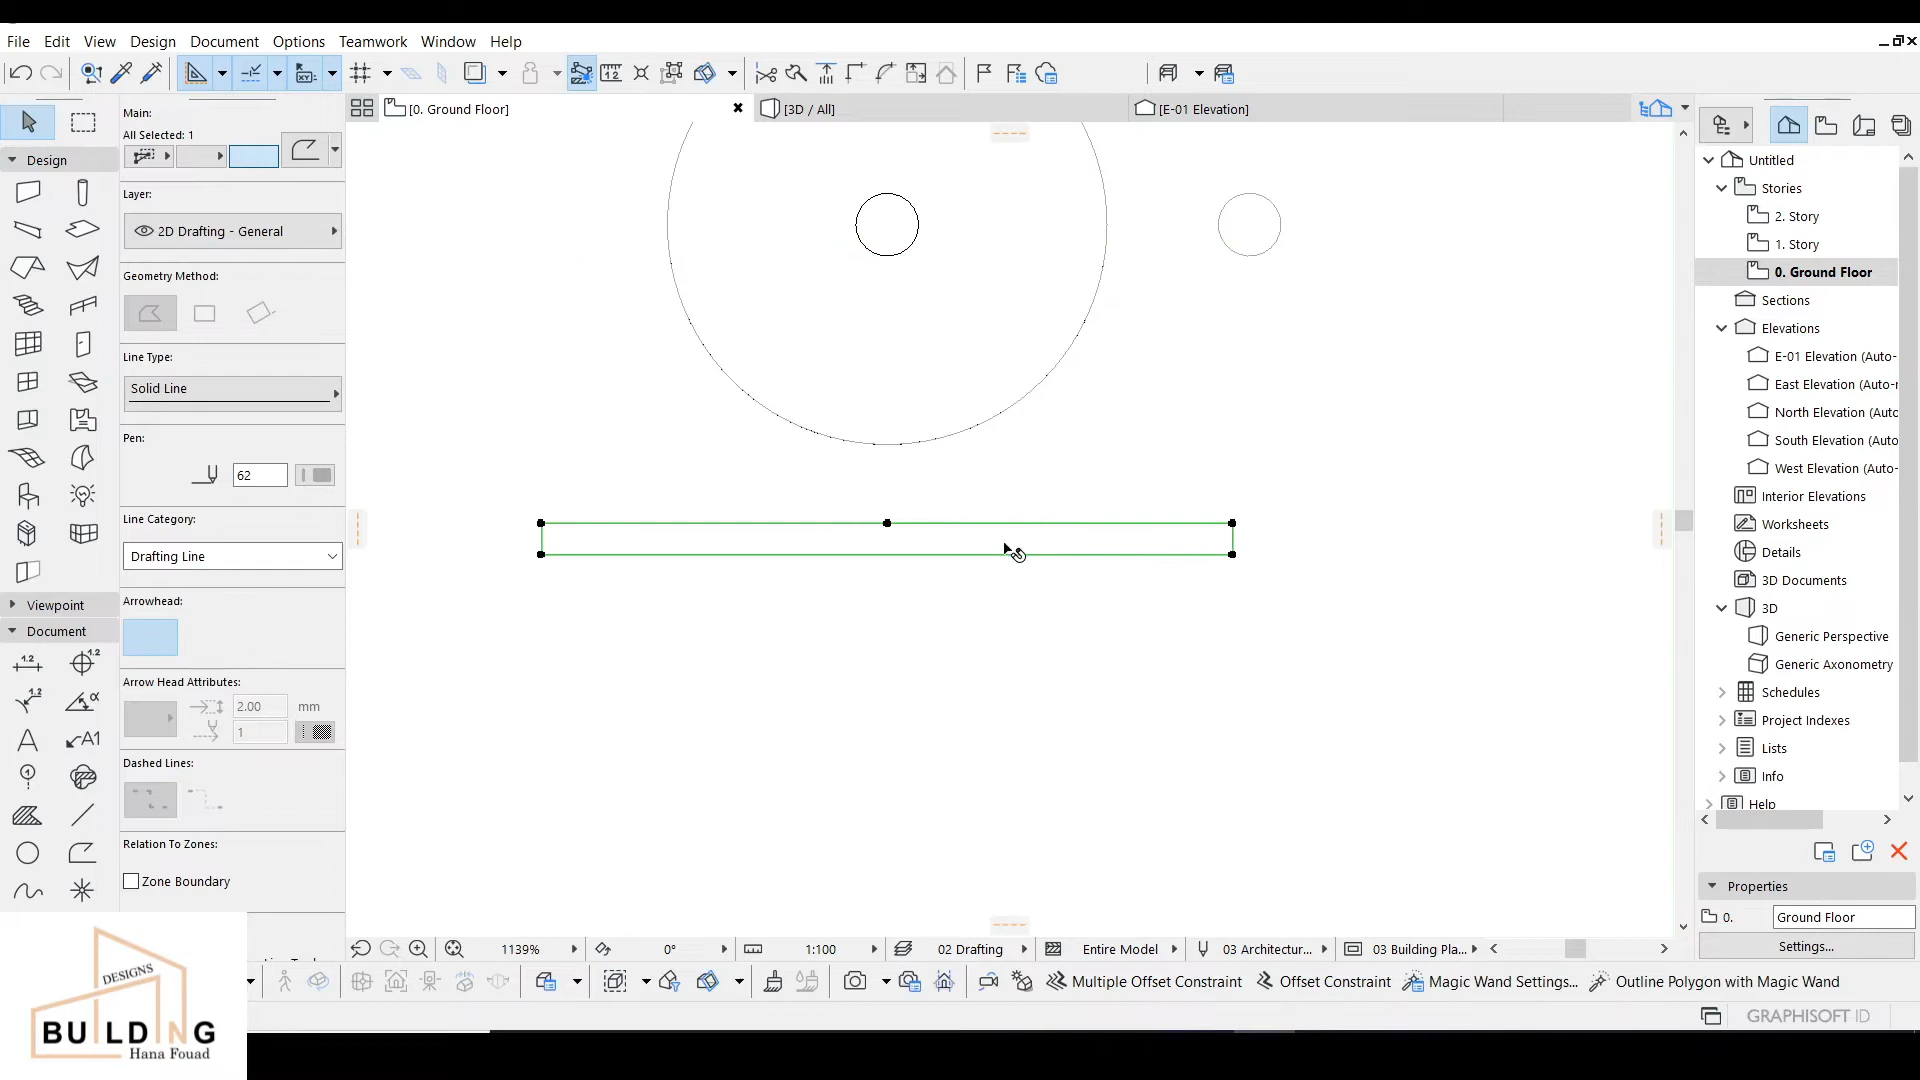 File Edit View Design Document Options Teamwork Window Help
[0. Ground Floor]
[3D / All]
[E-01 Elevation]
Main:
All Selected: 1
Design
Layer:
2D Drafting - General
Geometry Method:
Line Type:
Solid Line
Pen:
62
Line Category:
Drafting Line
Arrowhead:
Arrow Head Attributes:
2.00 mm
1
Dashed Lines:
Relation To Zones:
Zone Boundary
Viewpoint
Document
Untitled
Stories
2. Story
1. Story
0. Ground Floor
Sections
Elevations
E-01 Elevation (Auto-
East Elevation (Auto-r
North Elevation (Auto
South Elevation (Auto
West Elevation (Auto-
Interior Elevations
Worksheets
Details
3D Documents
3D
Generic Perspective
Generic Axonometry
Schedules
Project Indexes
Lists
Info
Help
Properties
0. Ground Floor
Settings...
1139% 0° 1:100 02 Drafting Entire Model 03 Architectur... 03 Building Pla...
Multiple Offset Constraint Offset Constraint Magic Wand Settings... Outline Polygon with Magic Wand
GRAPHISOFT ID
DESIGNS
BUILDING
Hana Fouad